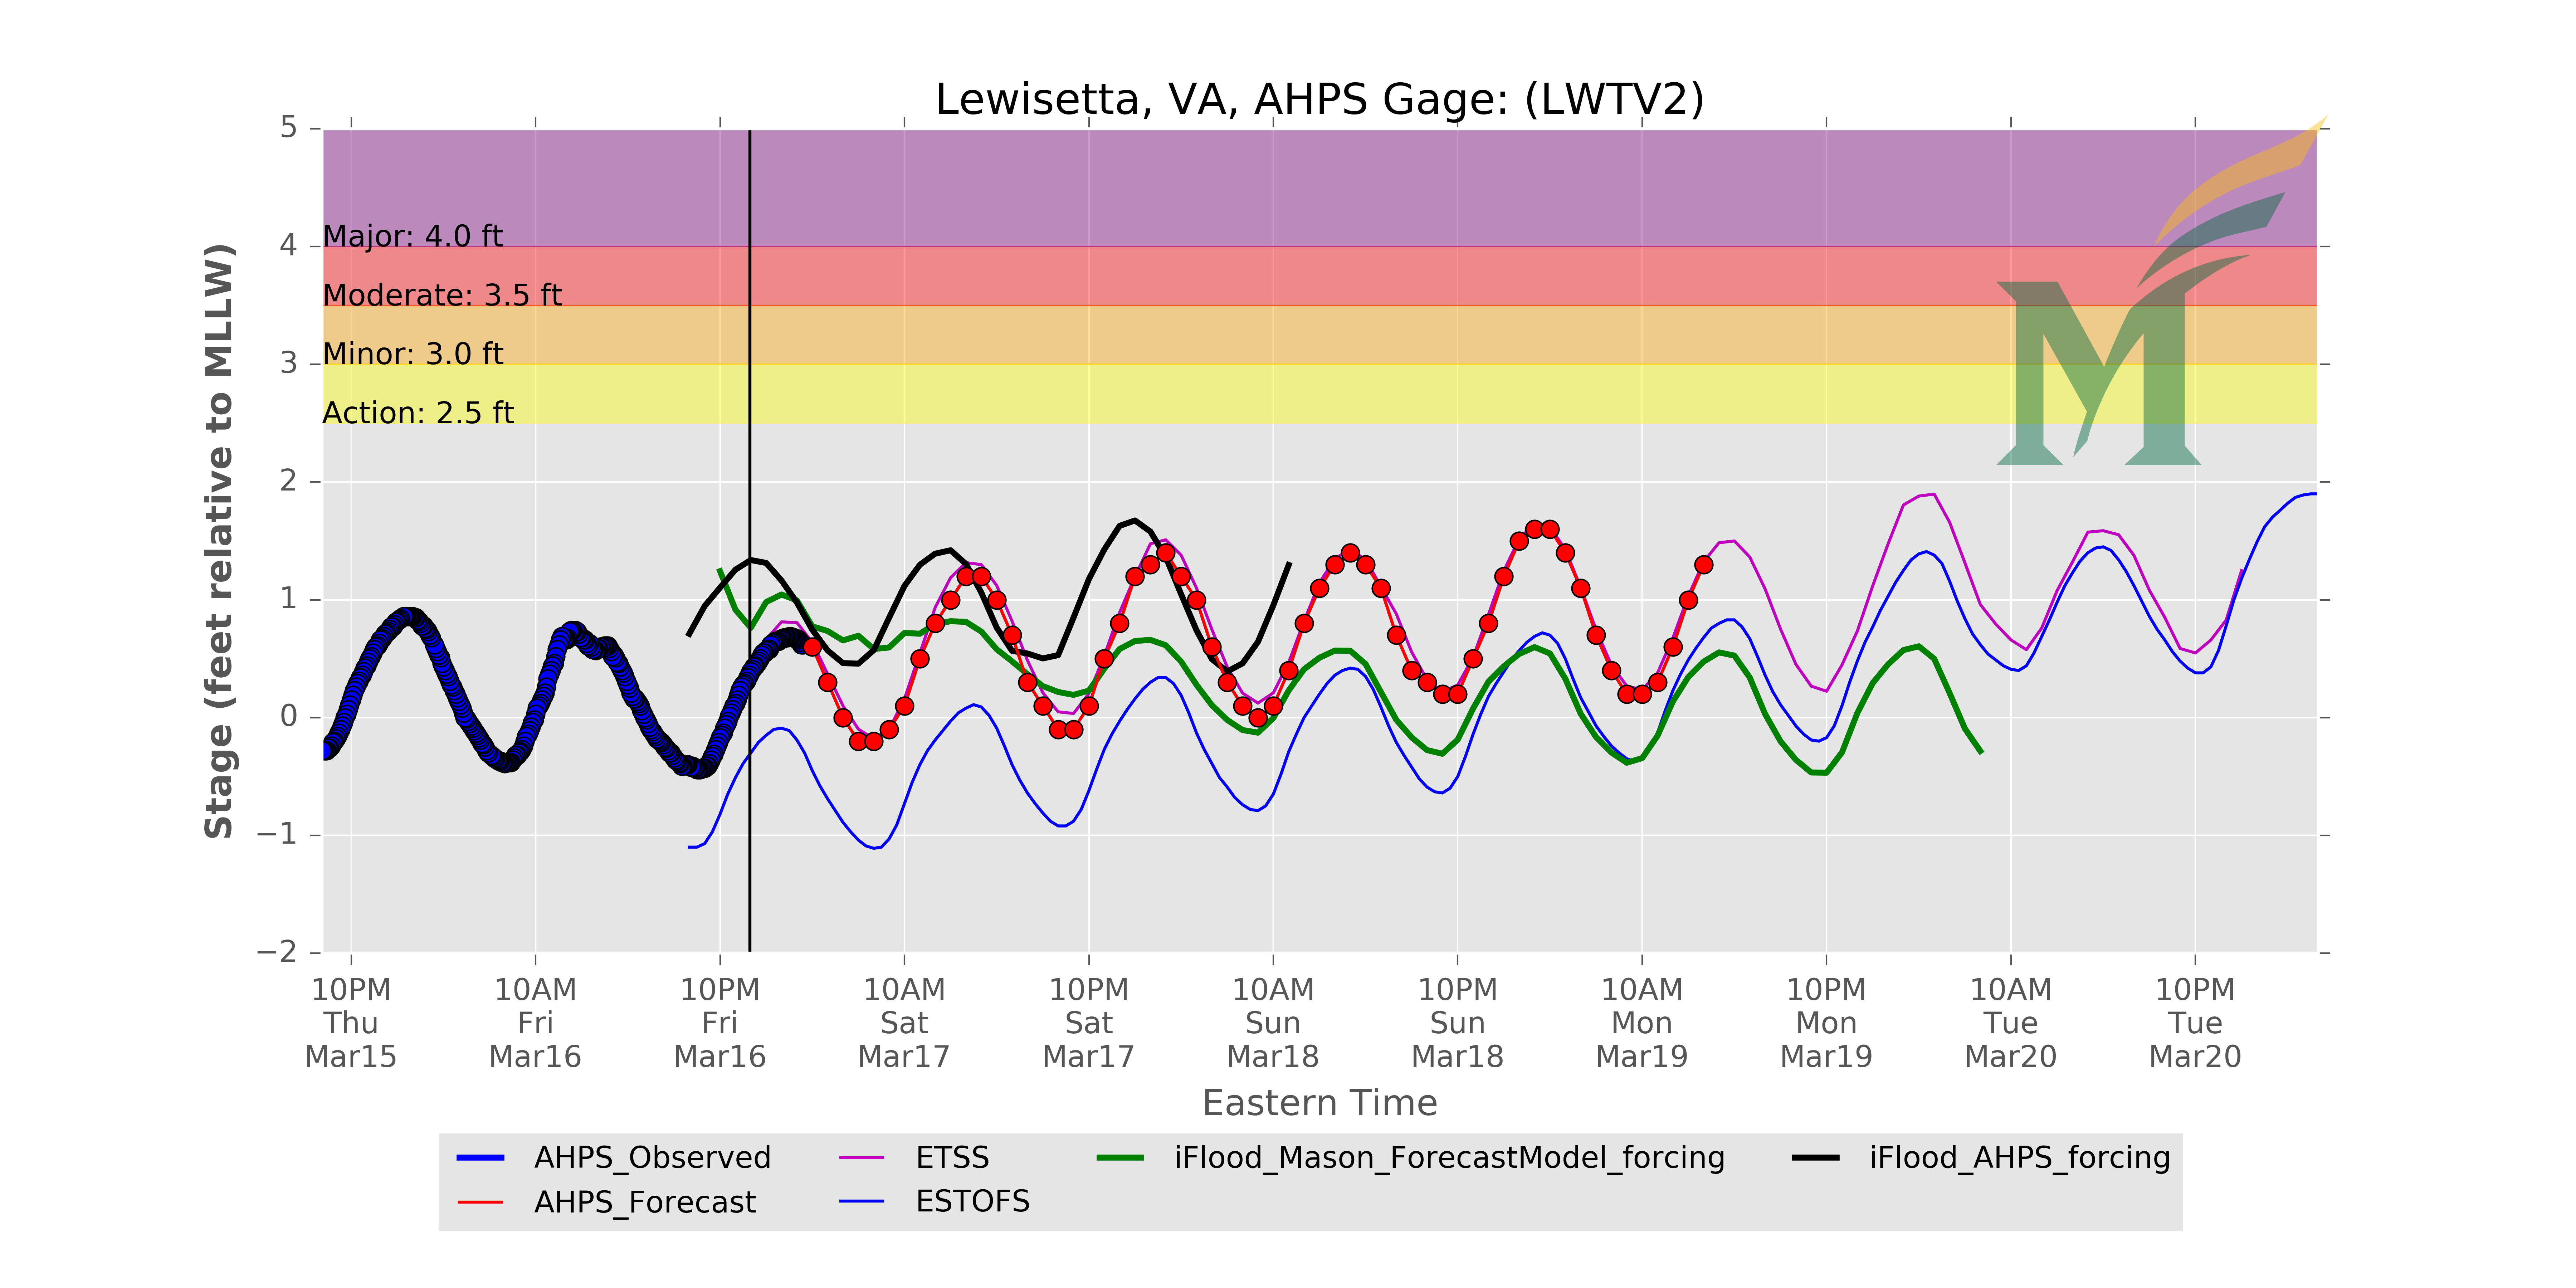 Lewisetta, VA, AHPS Gage: (LWTV2)
Stage (feet relative to MLLW)
5
4
3
2
1
0
−1
−2
Major: 4.0 ft
Moderate: 3.5 ft
Minor: 3.0 ft
Action: 2.5 ft
M
10PM 10AM 10PM 10AM 10PM 10AM 10PM 10AM 10PM 10AM 10PM
Thu Fri Fri Sat Sat Sun Sun Mon Mon Tue Tue
Mar15 Mar16 Mar16 Mar17 Mar17 Mar18 Mar18 Mar19 Mar19 Mar20 Mar20
Eastern Time
AHPS_Observed ETSS iFlood_Mason_ForecastModel_forcing iFlood_AHPS_forcing
AHPS_Forecast ESTOFS